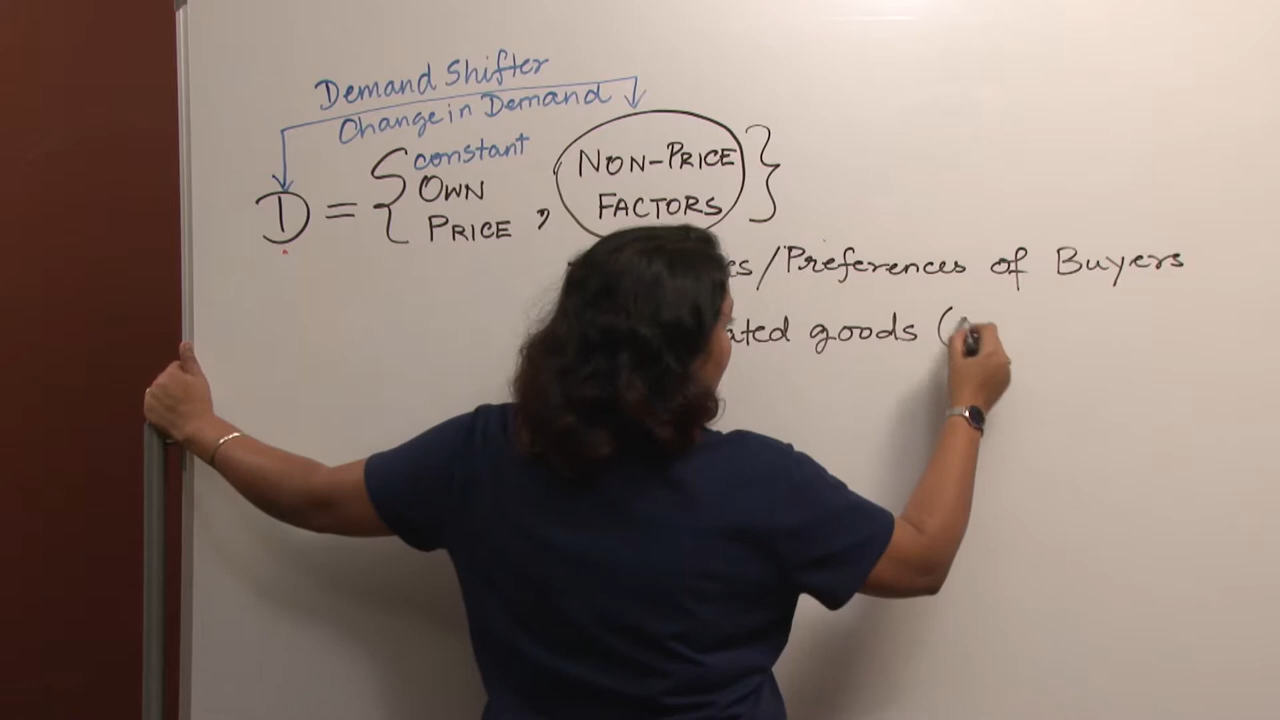 Demand Shifter
Change in Demand
constant
D = { OWN PRICE , NON-PRICE FACTORS }
es/Preferences of Buyers
ated goods (